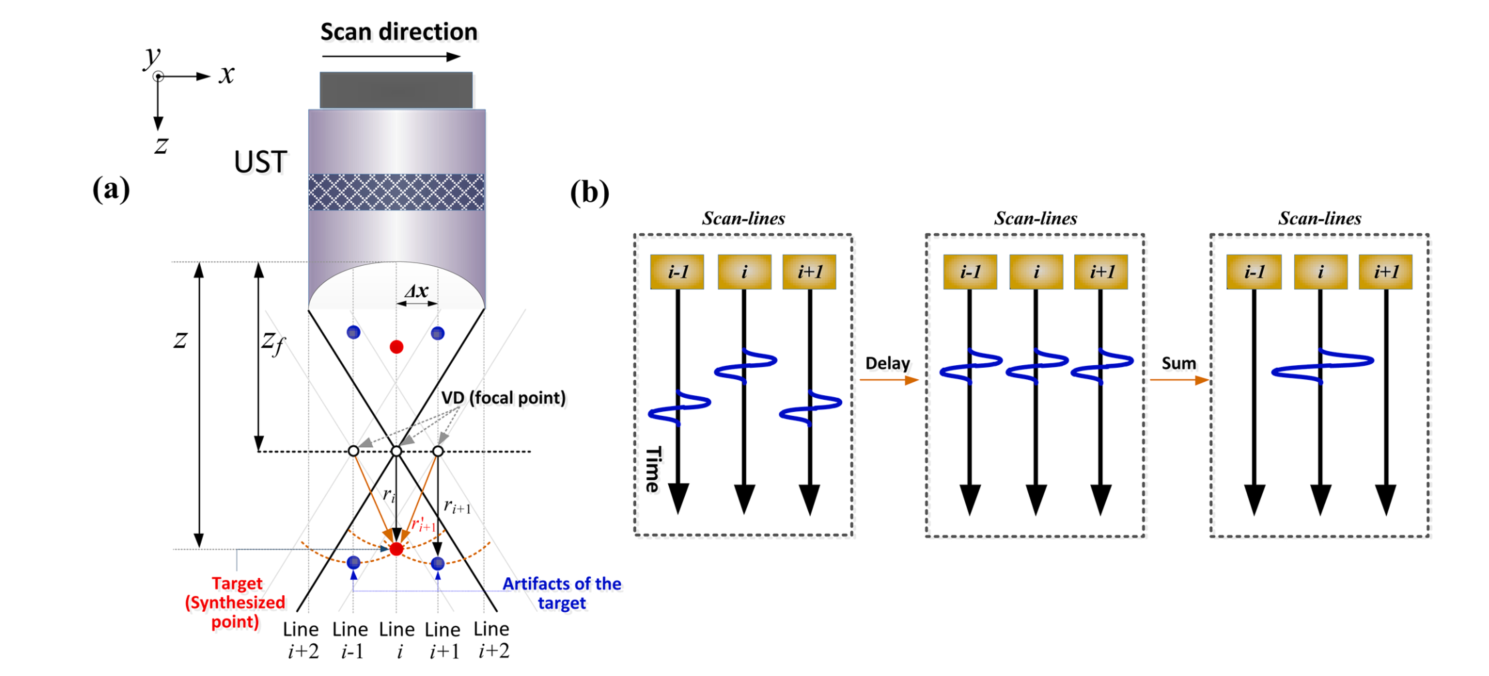 Scan direction
y
x
z
UST
(a)
Δx
z
z_f
VD (focal point)
r_i
r_{i+1}
r'_{i+1}
Target
(Synthesized
point)
Artifacts of the
target
Line Line Line Line Line
i+2 i-1 i i+1 i+2
(b)
Scan-lines
i-1 i i+1
Time
Delay
Scan-lines
i-1 i i+1
Sum
Scan-lines
i-1 i i+1